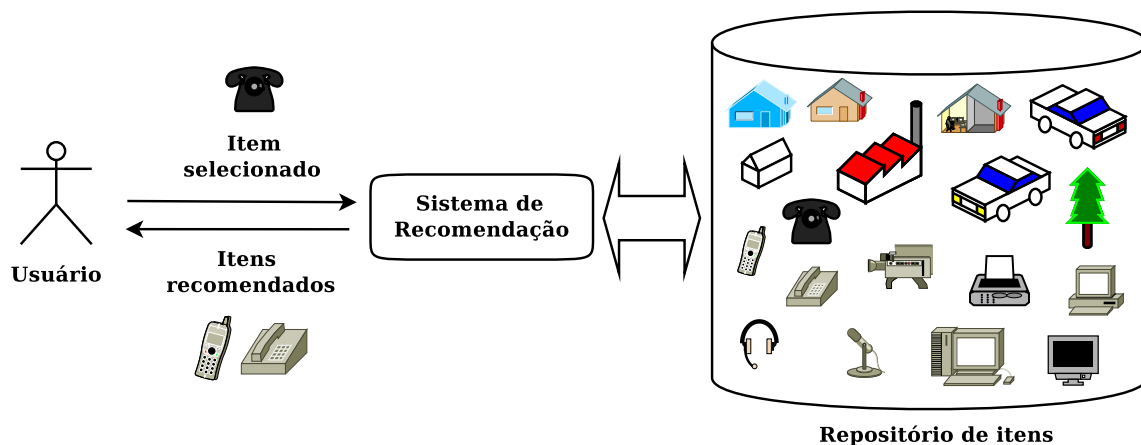 Item
selecionado
Usuário
Itens
recomendados
Sistema de
Recomendação
Repositório de itens